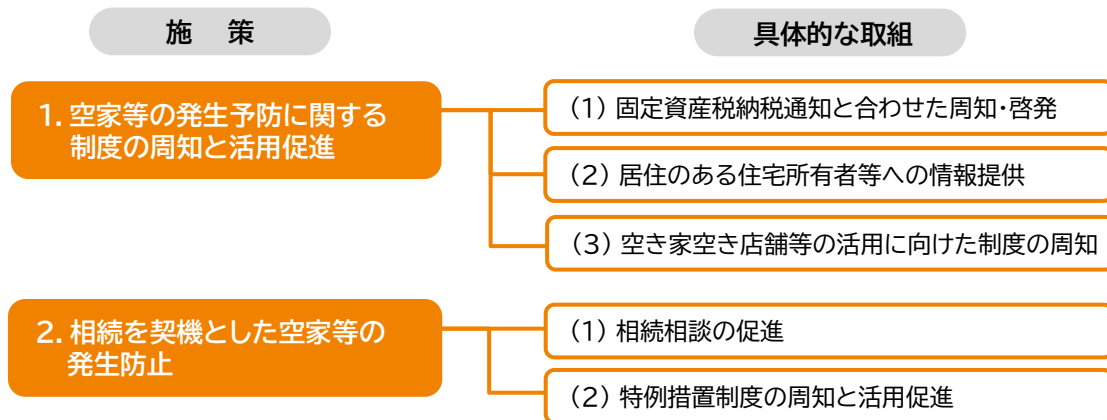 施　策
具体的な取組
1. 空家等の発生予防に関する
制度の周知と活用促進
(1) 固定資産税納税通知と合わせた周知・啓発
(2) 居住のある住宅所有者等への情報提供
(3) 空き家空き店舗等の活用に向けた制度の周知
2. 相続を契機とした空家等の
発生防止
(1) 相続相談の促進
(2) 特例措置制度の周知と活用促進